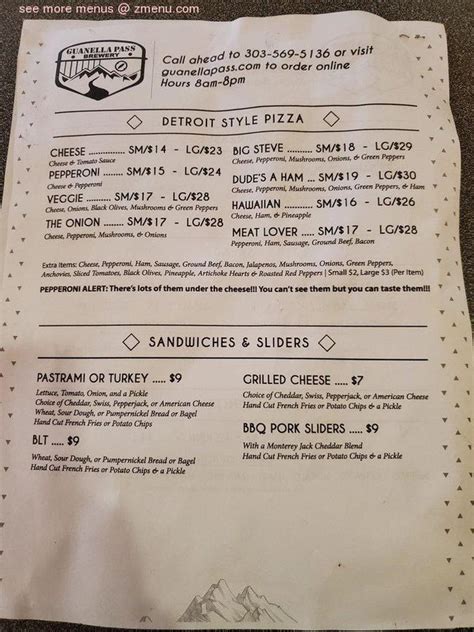 see more menus @ zmenu.com
GUANELLA PASS
BREWERY
Call ahead to 303-569-5136 or visit
guanellapass.com to order online
Hours 8am-8pm
DETROIT STYLE PIZZA
CHEESE ............... SM/$14 - LG/$23
Cheese & Tomato Sauce
PEPPERONI ....... SM/$15 - LG/$24
Cheese & Pepperoni
VEGGIE ............. SM/$17 - LG/$28
Cheese, Onions, Black Olives, Mushrooms & Green Peppers
THE ONION ........ SM/$17 - LG/$28
Cheese, Pepperoni, Mushrooms, & Onions
BIG STEVE ........ SM/$18 - LG/$29
Cheese, Pepperoni, Mushrooms, Onions, & Green Peppers
DUDE'S A HAM ... SM/$19 - LG/$30
Cheese, Pepperoni, Mushrooms, Onions, Green Peppers, & Ham
HAWAIIAN ......... SM/$16 - LG/$26
Cheese, Ham, & Pineapple
MEAT LOVER ..... SM/$17 - LG/$28
Pepperoni, Ham, Sausage, Ground Beef, Bacon
Extra Items: Cheese, Pepperoni, Ham, Sausage, Ground Beef, Bacon, Jalapenos, Mushrooms, Onions, Green Peppers,
Anchovies, Sliced Tomatoes, Black Olives, Pineapple, Artichoke Hearts & Roasted Red Peppers | Small $2, Large $3 (Per Item)
PEPPERONI ALERT: There's lots of them under the cheese!!! You can't see them but you can taste them!!!
SANDWICHES & SLIDERS
PASTRAMI OR TURKEY ..... $9
Lettuce, Tomato, Onion, and a Pickle
Choice of Cheddar, Swiss, Pepperjack, or American Cheese
Wheat, Sour Dough, or Pumpernickel Bread or Bagel
Hand Cut French Fries or Potato Chips
BLT ..... $9
Wheat, Sour Dough, or Pumpernickel Bread or Bagel
Hand Cut French Fries or Potato Chips & a Pickle
GRILLED CHEESE ..... $7
Choice of Cheddar, Swiss, Pepperjack, or American Cheese
Hand Cut French Fries or Potato Chips & a Pickle
BBQ PORK SLIDERS ..... $9
With a Monterey Jack Cheddar Blend
Hand Cut French Fries or Potato Chips & a Pickle